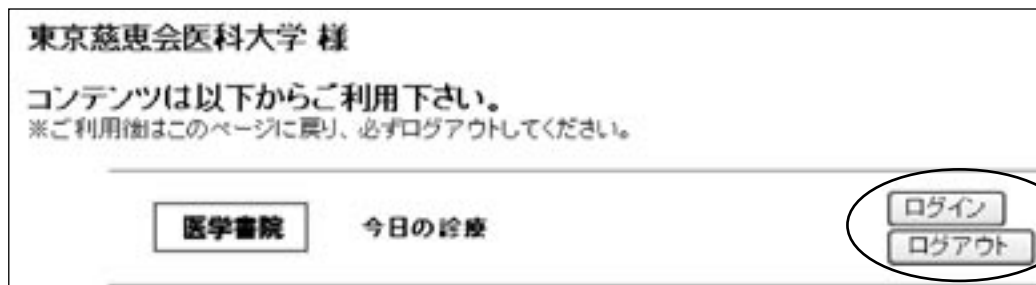 東京慈恵会医科大学 様
コンテンツは以下からご利用下さい。
※ご利用後はこのページに戻り、必ずログアウトしてください。
医学書院 今日の診療 ログイン
ログアウト